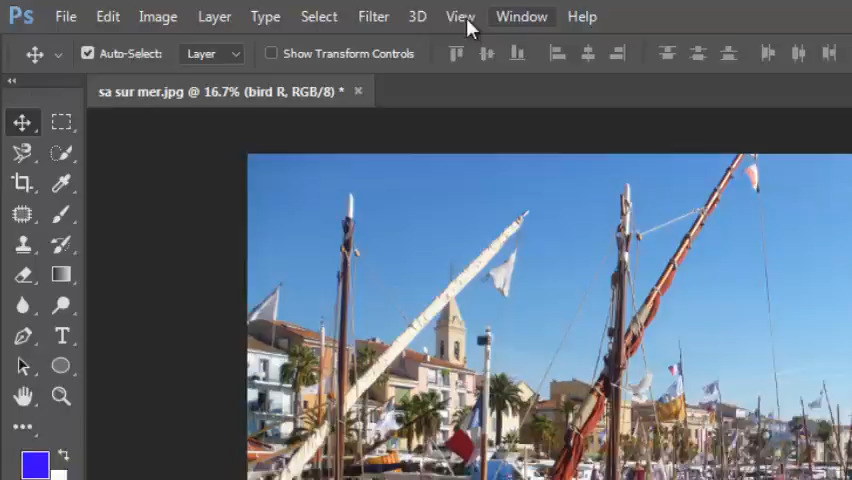 Ps File Edit Image Layer Type Select Filter 3D View Window Help
Auto-Select: Layer Show Transform Controls
sa sur mer.jpg @ 16.7% (bird R, RGB/8) * ×
T